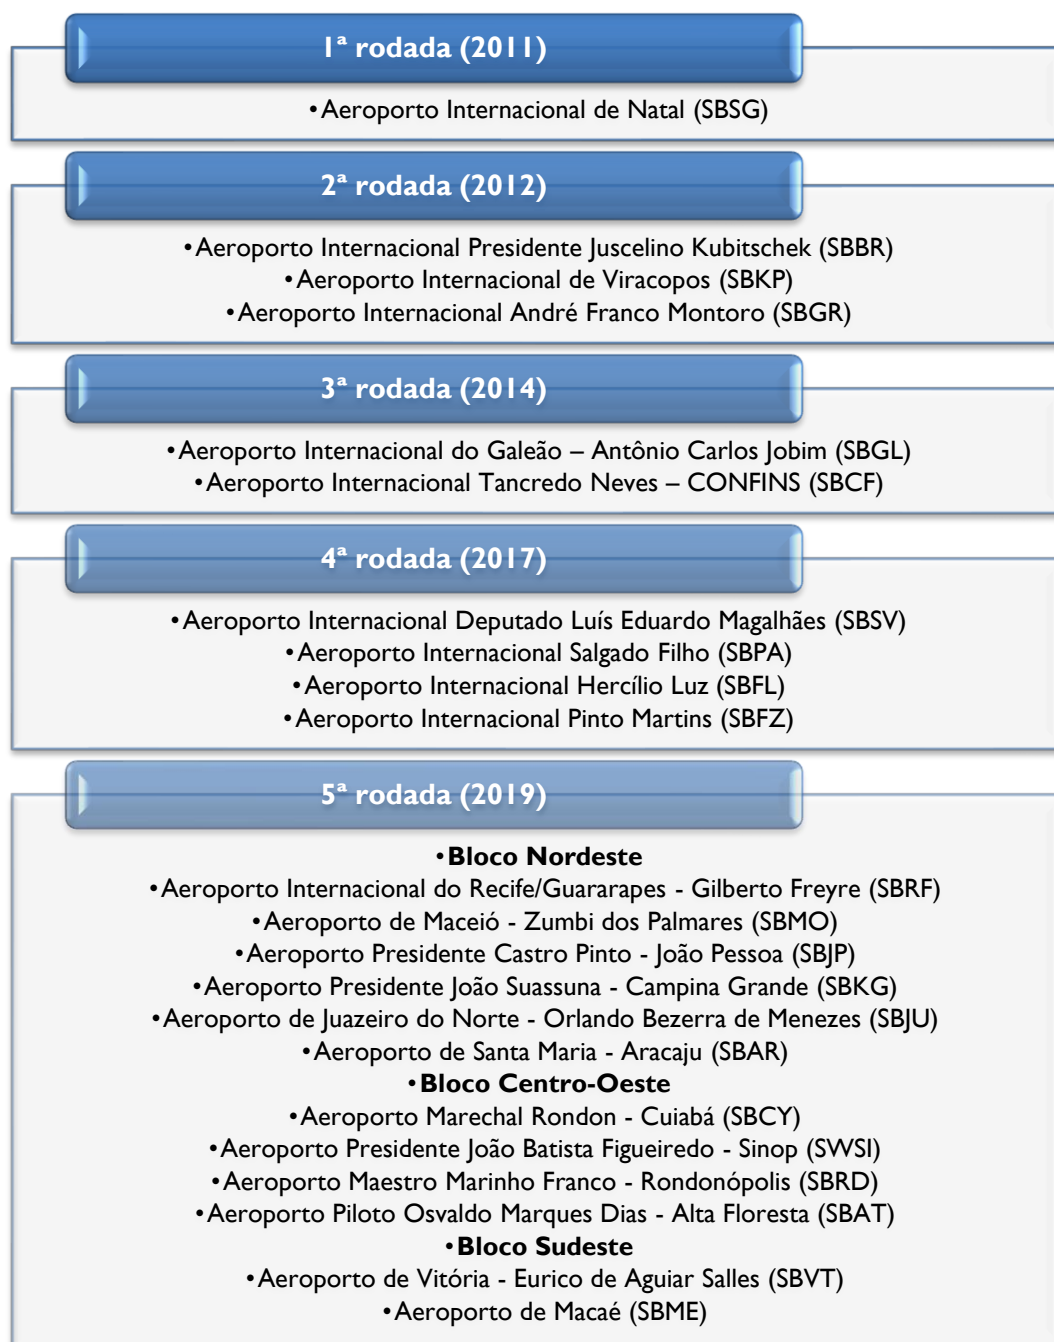 1ª rodada (2011)
•Aeroporto Internacional de Natal (SBSG)
2ª rodada (2012)
•Aeroporto Internacional Presidente Juscelino Kubitschek (SBBR)
•Aeroporto Internacional de Viracopos (SBKP)
•Aeroporto Internacional André Franco Montoro (SBGR)
3ª rodada (2014)
•Aeroporto Internacional do Galeão – Antônio Carlos Jobim (SBGL)
•Aeroporto Internacional Tancredo Neves – CONFINS (SBCF)
4ª rodada (2017)
•Aeroporto Internacional Deputado Luís Eduardo Magalhães (SBSV)
•Aeroporto Internacional Salgado Filho (SBPA)
•Aeroporto Internacional Hercílio Luz (SBFL)
•Aeroporto Internacional Pinto Martins (SBFZ)
5ª rodada (2019)
•Bloco Nordeste
•Aeroporto Internacional do Recife/Guararapes - Gilberto Freyre (SBRF)
•Aeroporto de Maceió - Zumbi dos Palmares (SBMO)
•Aeroporto Presidente Castro Pinto - João Pessoa (SBJP)
•Aeroporto Presidente João Suassuna - Campina Grande (SBKG)
•Aeroporto de Juazeiro do Norte - Orlando Bezerra de Menezes (SBJU)
•Aeroporto de Santa Maria - Aracaju (SBAR)
•Bloco Centro-Oeste
•Aeroporto Marechal Rondon - Cuiabá (SBCY)
•Aeroporto Presidente João Batista Figueiredo - Sinop (SWSI)
•Aeroporto Maestro Marinho Franco - Rondonópolis (SBRD)
•Aeroporto Piloto Osvaldo Marques Dias - Alta Floresta (SBAT)
•Bloco Sudeste
•Aeroporto de Vitória - Eurico de Aguiar Salles (SBVT)
•Aeroporto de Macaé (SBME)